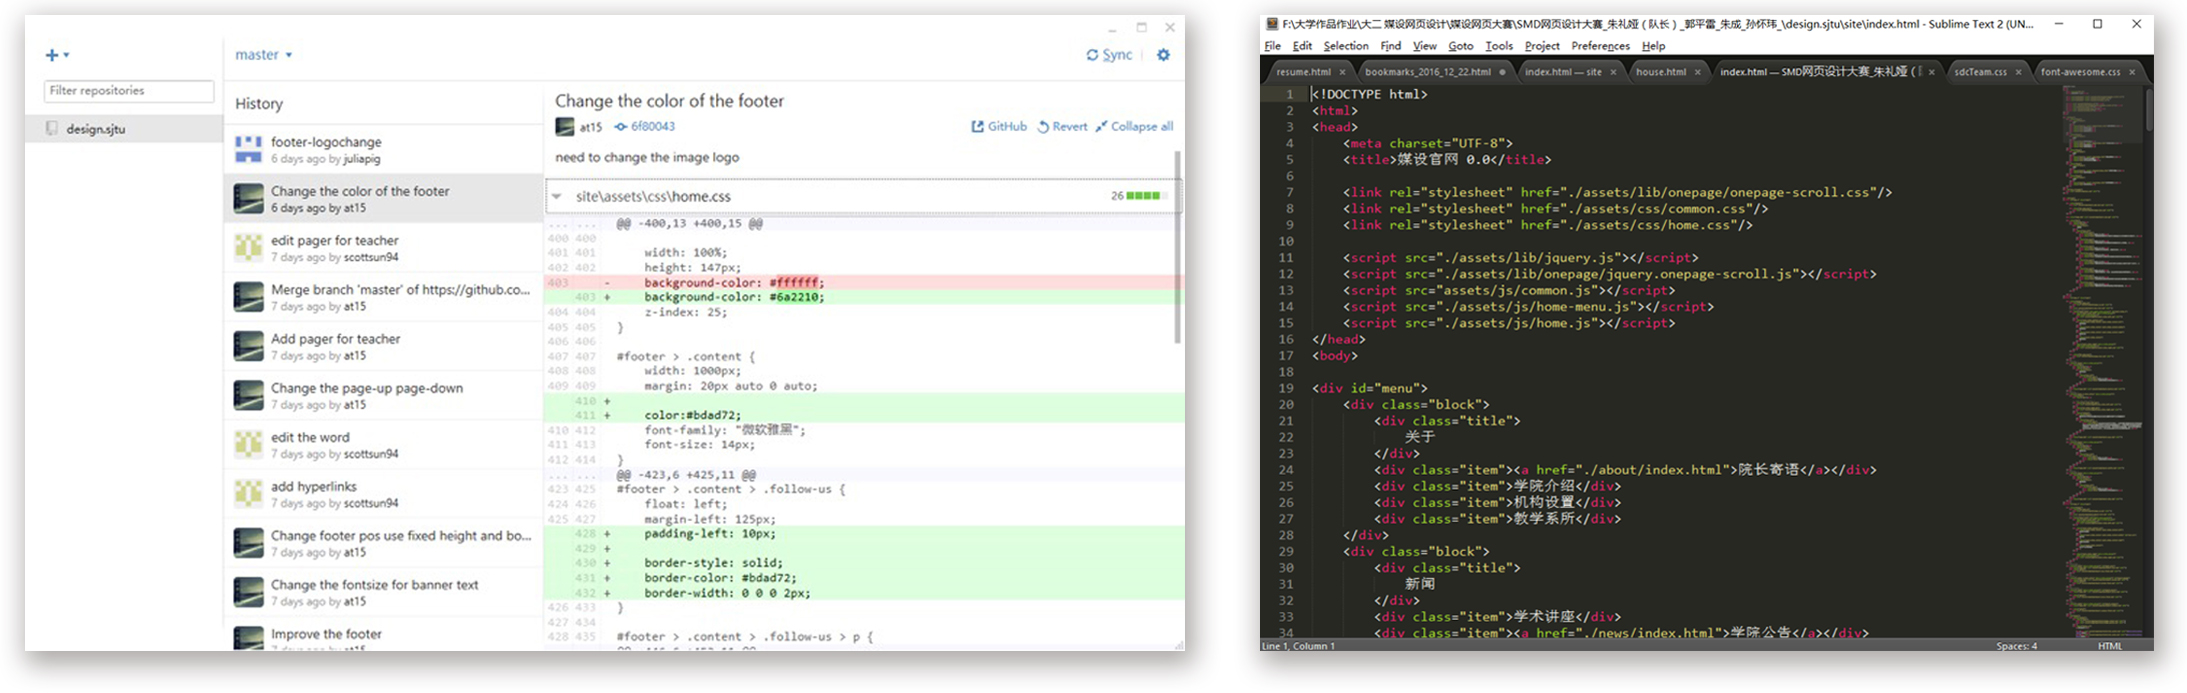 master
Sync
Filter repositories
design.sjtu
History
footer-logochange
6 days ago by juliapig
Change the color of the footer
6 days ago by at15
edit pager for teacher
7 days ago by scottsun94
Merge branch 'master' of https://github.co...
7 days ago by at15
Add pager for teacher
7 days ago by at15
Change the page-up page-down
7 days ago by at15
edit the word
7 days ago by scottsun94
add hyperlinks
7 days ago by scottsun94
Change footer pos use fixed height and bo...
7 days ago by at15
Change the fontsize for banner text
7 days ago by at15
Improve the footer
Change the color of the footer
at15 6f80043 GitHub Revert Collapse all
need to change the image logo
site\assets\css\home.css 26
... ... @@ -400,13 +400,15 @@
400 400
401 401 width: 100%;
402 402 height: 147px;
403 - background-color: #ffffff;
403 + background-color: #6a2210;
404 404 z-index: 25;
405 405 }
406 406
407 407 #footer > .content {
408 408 width: 1000px;
409 409 margin: 20px auto 0 auto;
410 +
411 + color:#bdad72;
410 412 font-family: "微软雅黑";
411 413 font-size: 14px;
412 414 }
... ... @@ -423,6 +425,11 @@
423 425 #footer > .content > .follow-us {
424 426 float: left;
425 427 margin-left: 125px;
428 + padding-left: 10px;
429 +
430 + border-style: solid;
431 + border-color: #bdad72;
432 + border-width: 0 0 0 2px;
426 433 }
427 434
428 435 #footer > .content > .follow-us > p {
F:\大学作品作业\大二 媒设网页设计\媒设网页大赛\SMD网页设计大赛_朱礼娅 ( 队长 ) _郭平雷_朱成_孙怀玮_\design.sjtu\site\index.html - Sublime Text 2 (UN...
File Edit Selection Find View Goto Tools Project Preferences Help
resume.html × bookmarks_2016_12_22.html index.html — site × house.html × index.html — SMD网页设计大赛_朱礼娅 ( × sdcTeam.css × font-awesome.css ×
1 <!DOCTYPE html>
2 <html>
3 <head>
4 <meta charset="UTF-8">
5 <title>媒设官网 0.0</title>
6
7 <link rel="stylesheet" href="./assets/lib/onepage/onepage-scroll.css"/>
8 <link rel="stylesheet" href="./assets/css/common.css"/>
9 <link rel="stylesheet" href="./assets/css/home.css"/>
10
11 <script src="./assets/lib/jquery.js"></script>
12 <script src="./assets/lib/onepage/jquery.onepage-scroll.js"></script>
13 <script src="assets/js/common.js"></script>
14 <script src="./assets/js/home-menu.js"></script>
15 <script src="./assets/js/home.js"></script>
16 </head>
17 <body>
18
19 <div id="menu">
20 <div class="block">
21 <div class="title">
22 关于
23 </div>
24 <div class="item"><a href="./about/index.html">院长寄语</a></div>
25 <div class="item">学院介绍</div>
26 <div class="item">机构设置</div>
27 <div class="item">教学系所</div>
28 </div>
29 <div class="block">
30 <div class="title">
31 新闻
32 </div>
33 <div class="item">学术讲座</div>
34 <div class="item"><a href="./news/index.html">学院公告</a></div>
Line 1, Column 1 Spaces: 4 HTML